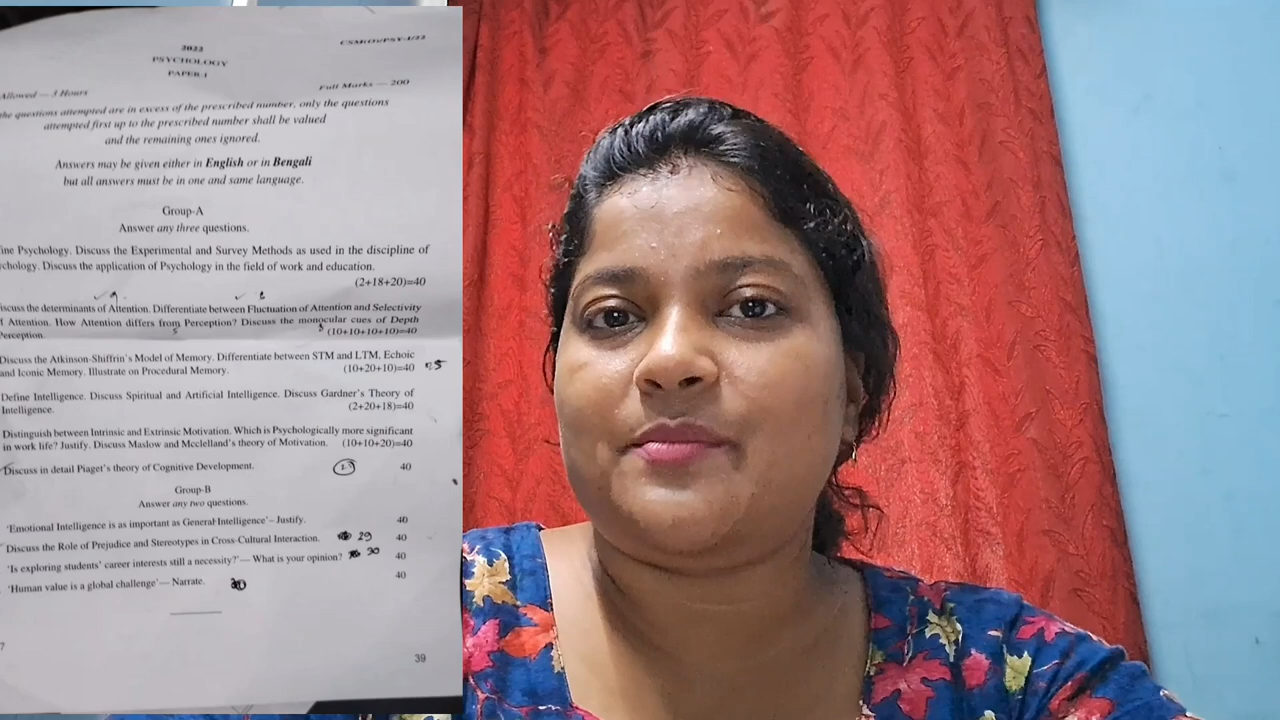 CSM(O)/PSY-I/22
2022
PSYCHOLOGY
PAPER-I
Allowed — 3 Hours
Full Marks — 200
the questions attempted are in excess of the prescribed number, only the questions
attempted first up to the prescribed number shall be valued
and the remaining ones ignored.
Answers may be given either in English or in Bengali
but all answers must be in one and same language.
Group-A
Answer any three questions.
ine Psychology. Discuss the Experimental and Survey Methods as used in the discipline of
ychology. Discuss the application of Psychology in the field of work and education.
(2+18+20)=40
iscuss the determinants of Attention. Differentiate between Fluctuation of Attention and Selectivity
f Attention. How Attention differs from Perception? Discuss the monocular cues of Depth
Perception. (10+10+10+10)=40
Discuss the Atkinson-Shiffrin's Model of Memory. Differentiate between STM and LTM, Echoic
and Iconic Memory. Illustrate on Procedural Memory. (10+20+10)=40
Define Intelligence. Discuss Spiritual and Artificial Intelligence. Discuss Gardner's Theory of
Intelligence. (2+20+18)=40
Distinguish between Intrinsic and Extrinsic Motivation. Which is Psychologically more significant
in work life? Justify. Discuss Maslow and Mcclelland's theory of Motivation. (10+10+20)=40
Discuss in detail Piaget's theory of Cognitive Development. 40
Group-B
Answer any two questions.
'Emotional Intelligence is as important as General Intelligence'– Justify. 40
Discuss the Role of Prejudice and Stereotypes in Cross-Cultural Interaction. 29 40
'Is exploring students' career interests still a necessity?'— What is your opinion? 30 40
'Human value is a global challenge'— Narrate. 40
7
39